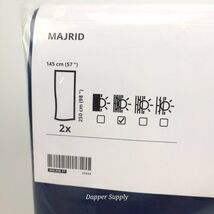 MAJRID
145 cm (57 ")
250 cm (98 ")
2x
Dapper Supply